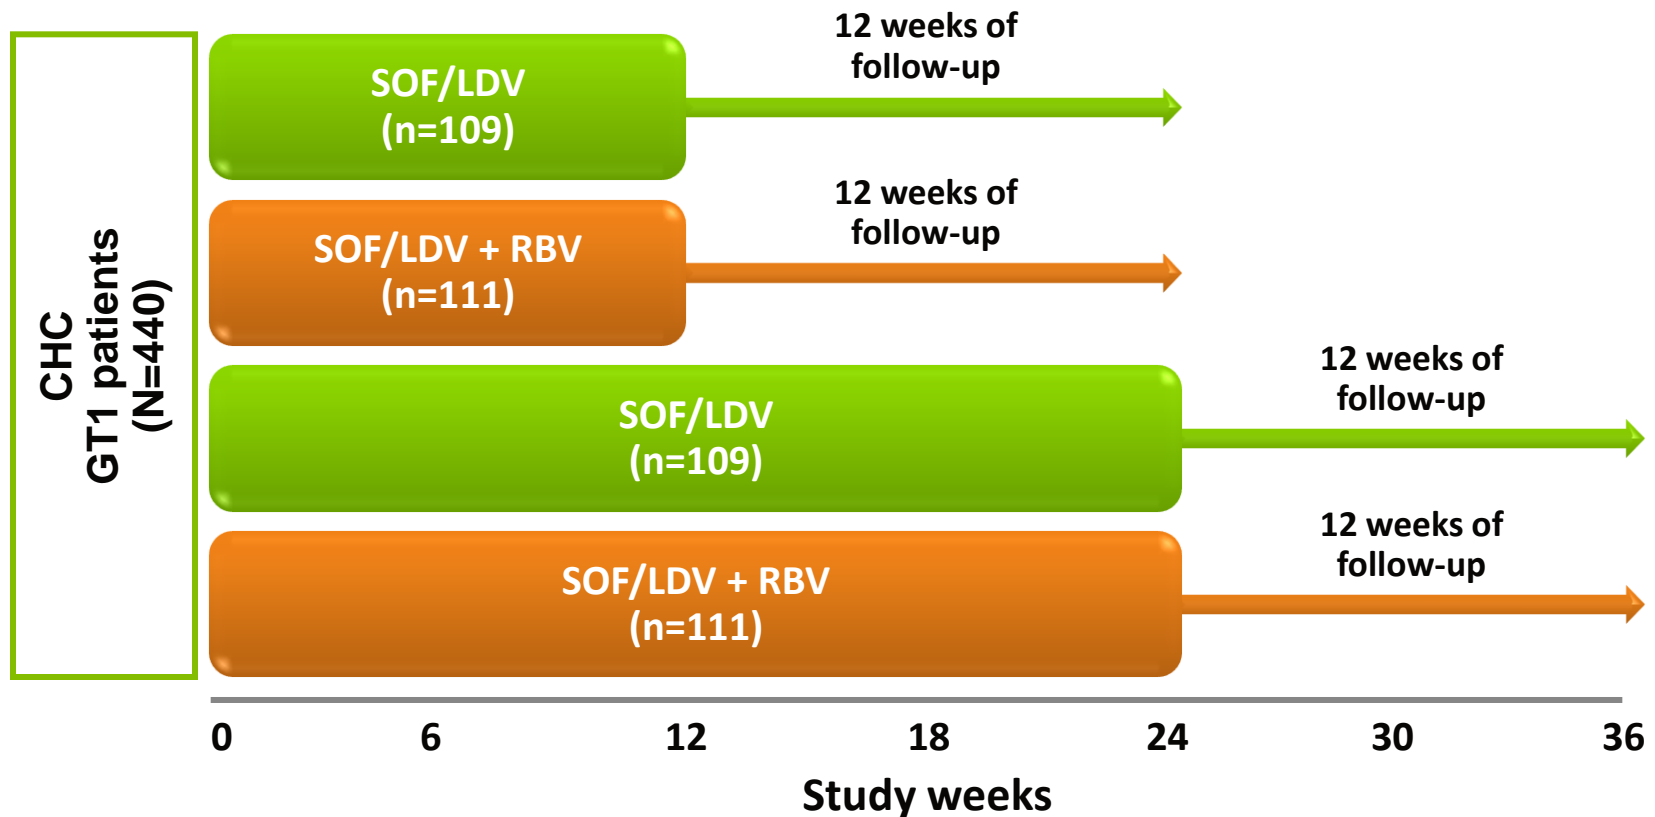 CHC
GT1 patients
(N=440)
SOF/LDV
(n=109)
12 weeks of
follow-up
SOF/LDV + RBV
(n=111)
12 weeks of
follow-up
SOF/LDV
(n=109)
12 weeks of
follow-up
SOF/LDV + RBV
(n=111)
12 weeks of
follow-up
0 6 12 18 24 30 36
Study weeks